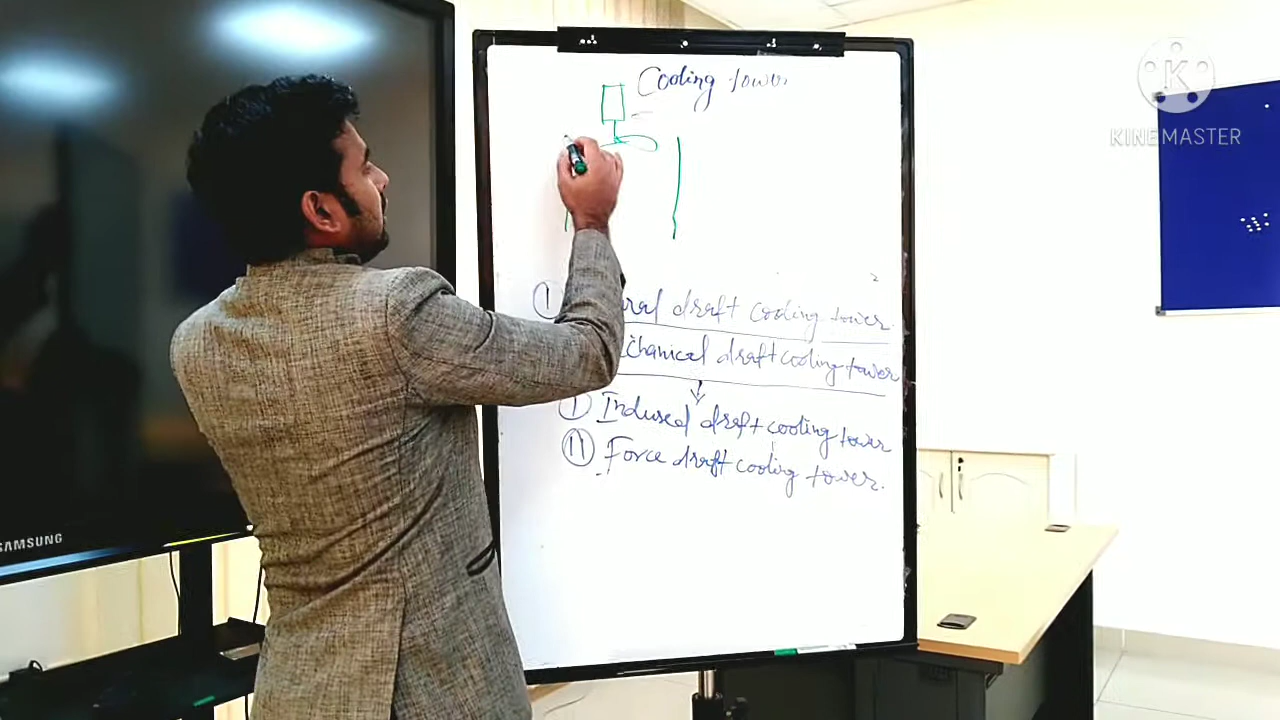 Cooling tower
K
KINEMASTER
I ral draft cooling tower.
chanical draft cooling tower
I Indused draft cooling tower
II Force draft cooling tower.
SAMSUNG